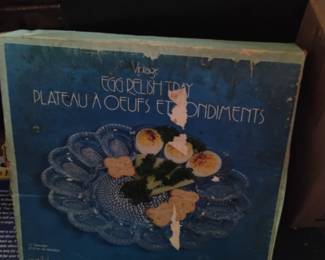 Vintage
EGG RELISH TRAY
PLATEAU À OEUFS ET CONDIMENTS